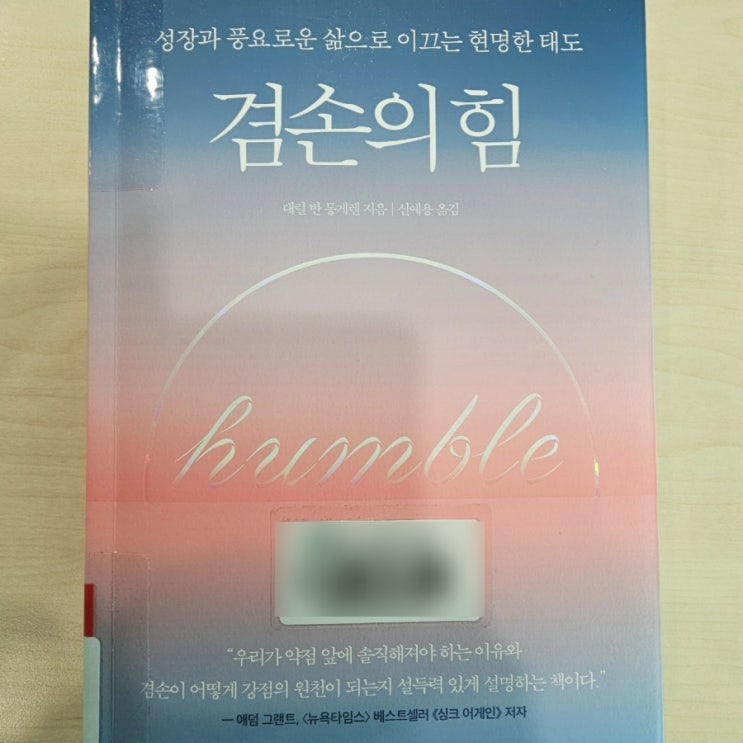 성장과 풍요로운 삶으로 이끄는 현명한 태도
겸손의 힘
대릴 반 통게렌 지음 | 신예용 옮김
humble
“우리가 약점 앞에 솔직해져야 하는 이유와
겸손이 어떻게 강점의 원천이 되는지 설득력 있게 설명하는 책이다.”
— 애덤 그랜트, 〈뉴욕타임스〉 베스트셀러 《싱크 어게인》 저자